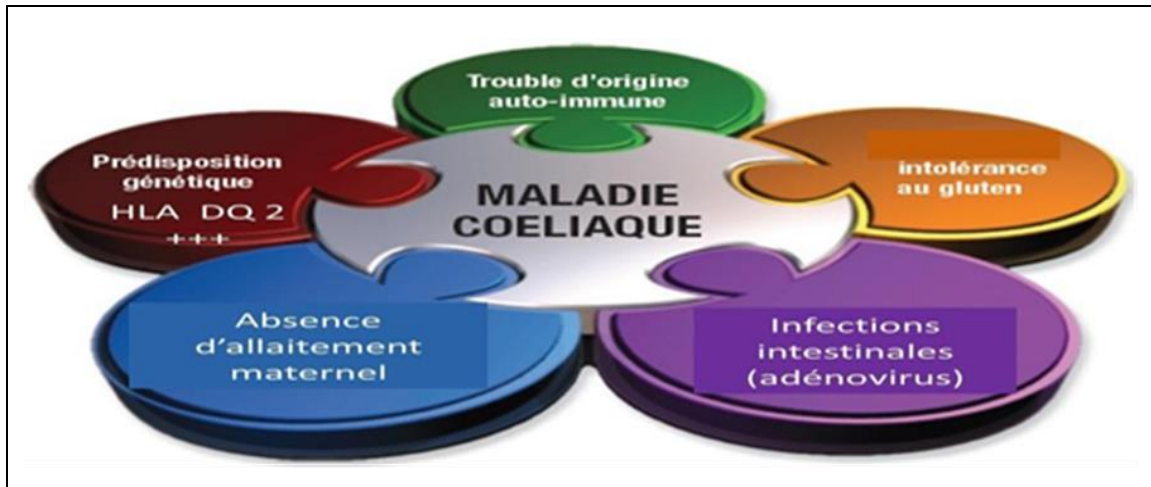 Trouble d'origine
auto-immune
Prédisposition
génétique
HLA DQ 2
+++
intolérance
au gluten
MALADIE
COELIAQUE
Absence
d'allaitement
maternel
Infections
intestinales
(adénovirus)